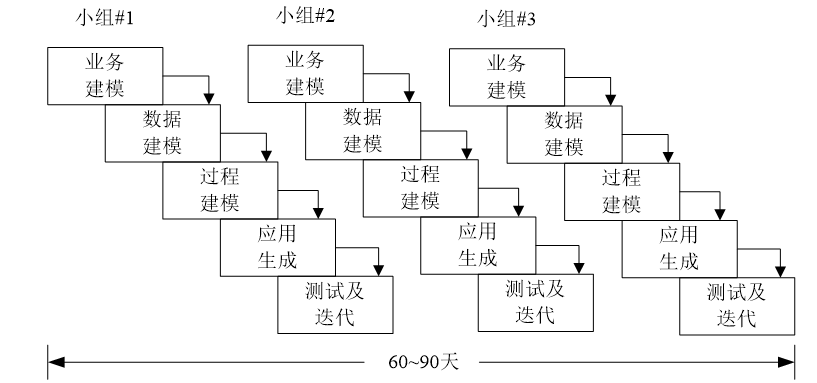 小组#1
小组#2
小组#3
业务
建模
业务
建模
业务
建模
数据
建模
数据
建模
数据
建模
过程
建模
过程
建模
过程
建模
应用
生成
应用
生成
应用
生成
测试及
迭代
测试及
迭代
测试及
迭代
60~90天